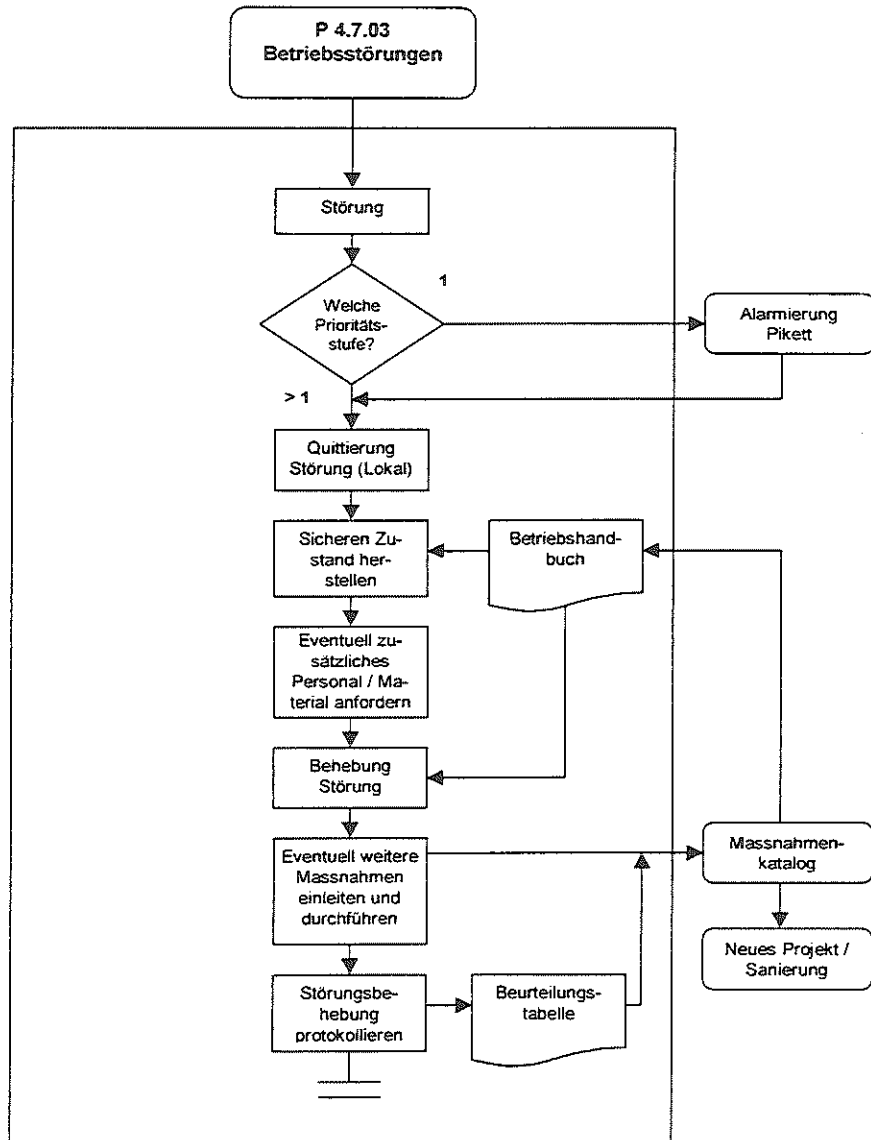 P 4.7.03
Betriebsstörungen
Störung
Welche
Prioritäts-
stufe?
1
Alarmierung
Pikett
> 1
Quittierung
Störung (Lokal)
Sicheren Zu-
stand her-
stellen
Betriebshand-
buch
Eventuell zu-
sätzliches
Personal / Ma-
terial anfordern
Behebung
Störung
Eventuell weitere
Massnahmen
einleiten und
durchführen
Massnahmen-
katalog
Neues Projekt /
Sanierung
Störungsbe-
hebung
protokollieren
Beurteilungs-
tabelle